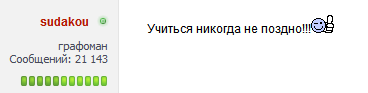 sudakou
графоман
Сообщений: 21 143
Учиться никогда не поздно!!!